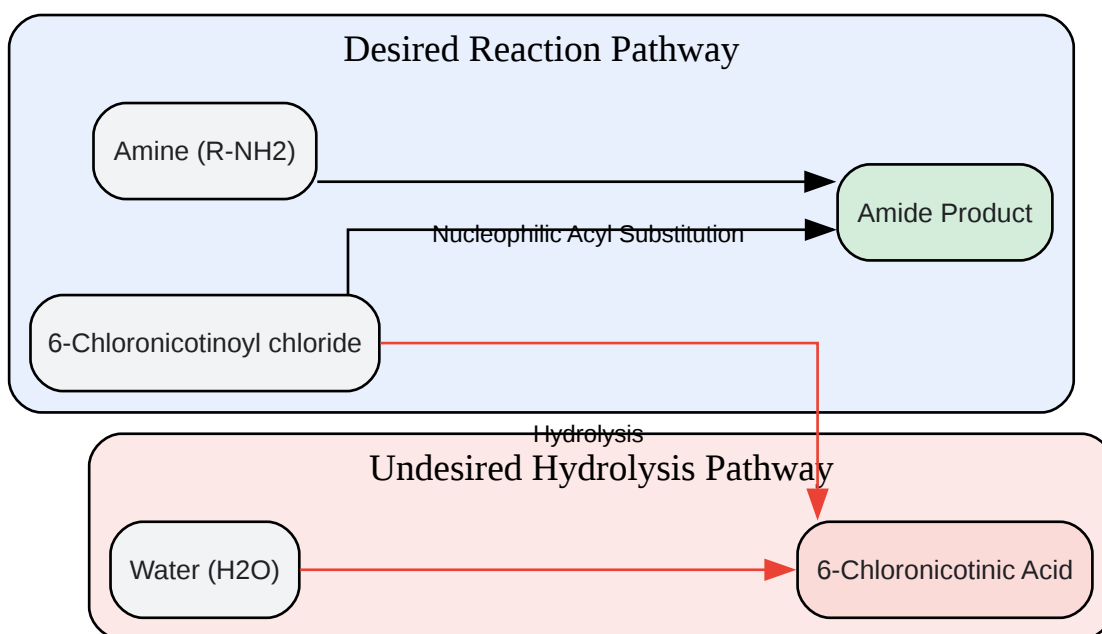 Desired Reaction Pathway
Amine (R-NH2)
Amide Product
Nucleophilic Acyl Substitution
6-Chloronicotinoyl chloride
Hydrolysis
Undesired Hydrolysis Pathway
Water (H2O)
6-Chloronicotinic Acid